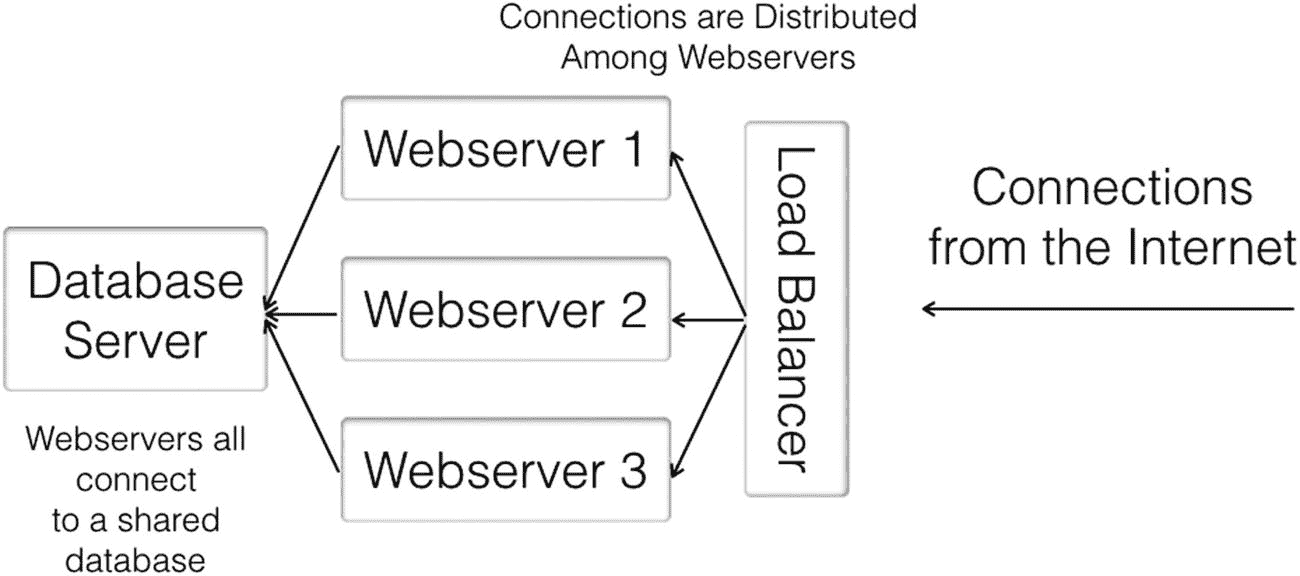 Connections are Distributed
Among Webservers
Webserver 1
Webserver 2
Webserver 3
Load Balancer
Connections
from the Internet
Database
Server
Webservers all
connect
to a shared
database